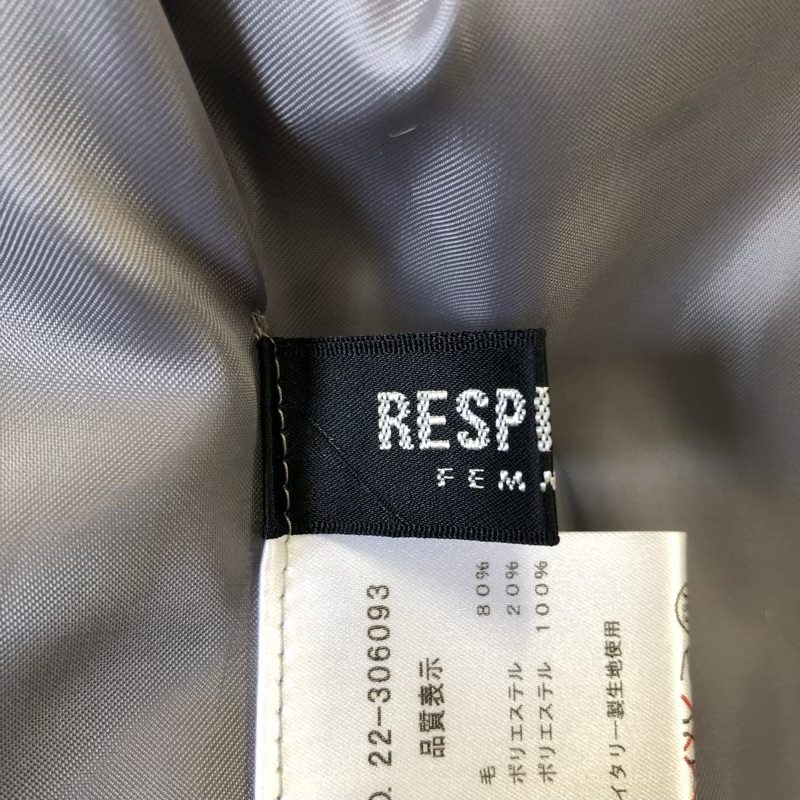 RESP
FEM
O. 22-306093
品質表示
毛 80%
ポリエステル 20%
ポリエステル 100%
イタリー製生地使用